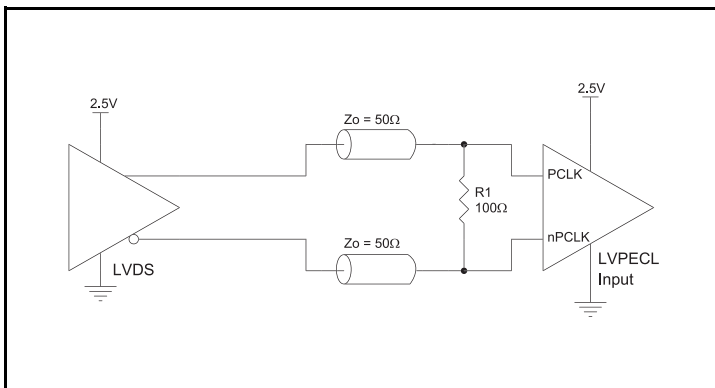 2.5V
Zo = 50Ω
2.5V
PCLK
R1
100Ω
nPCLK
Zo = 50Ω
LVDS
LVPECL
Input